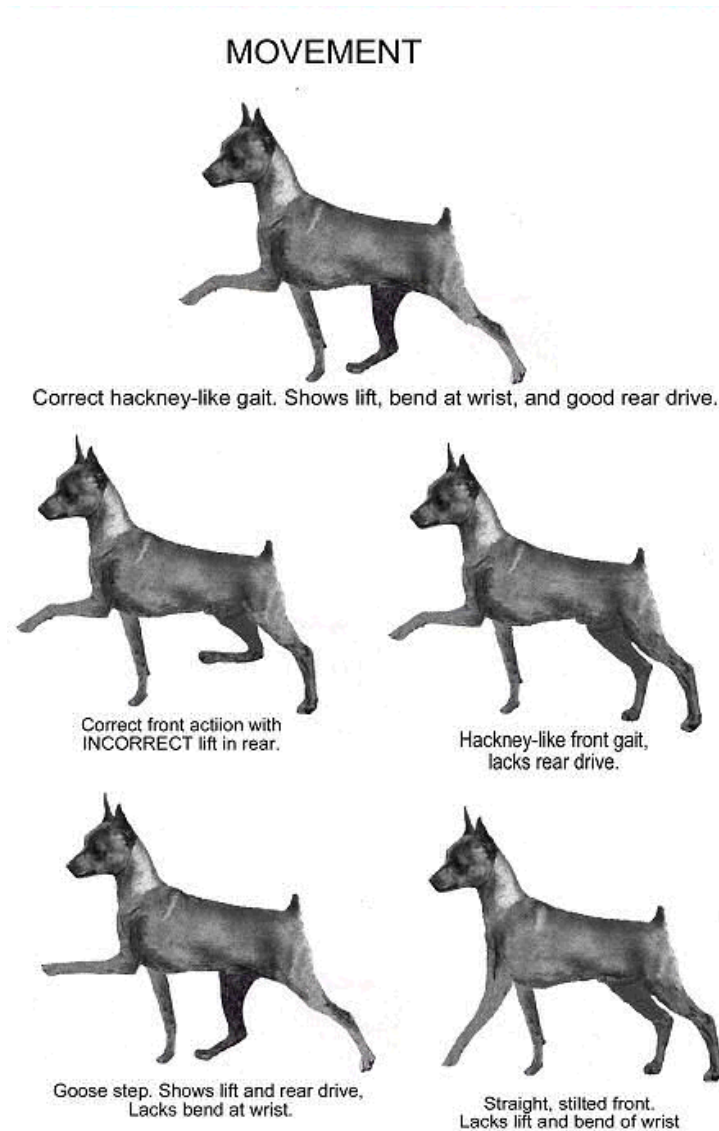 MOVEMENT
Correct hackney-like gait. Shows lift, bend at wrist, and good rear drive.
Correct front actiion with
INCORRECT lift in rear.
Hackney-like front gait,
lacks rear drive.
Goose step. Shows lift and rear drive,
Lacks bend at wrist.
Straight, stilted front.
Lacks lift and bend of wrist